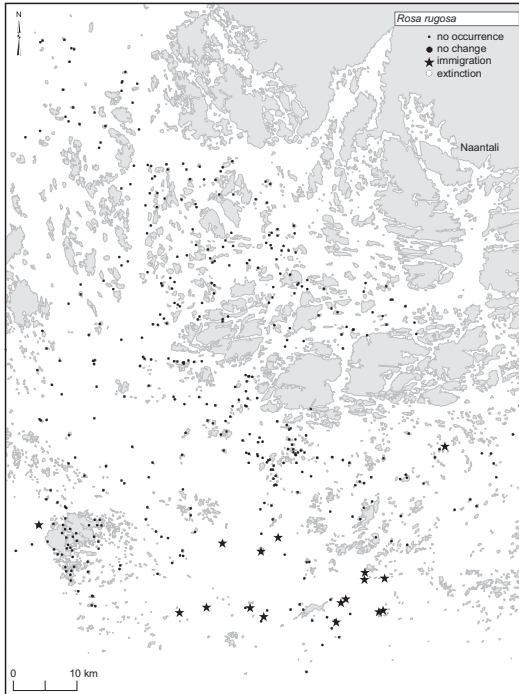 N
Rosa rugosa
no occurrence
no change
immigration
extinction
Naantali
0 10 km